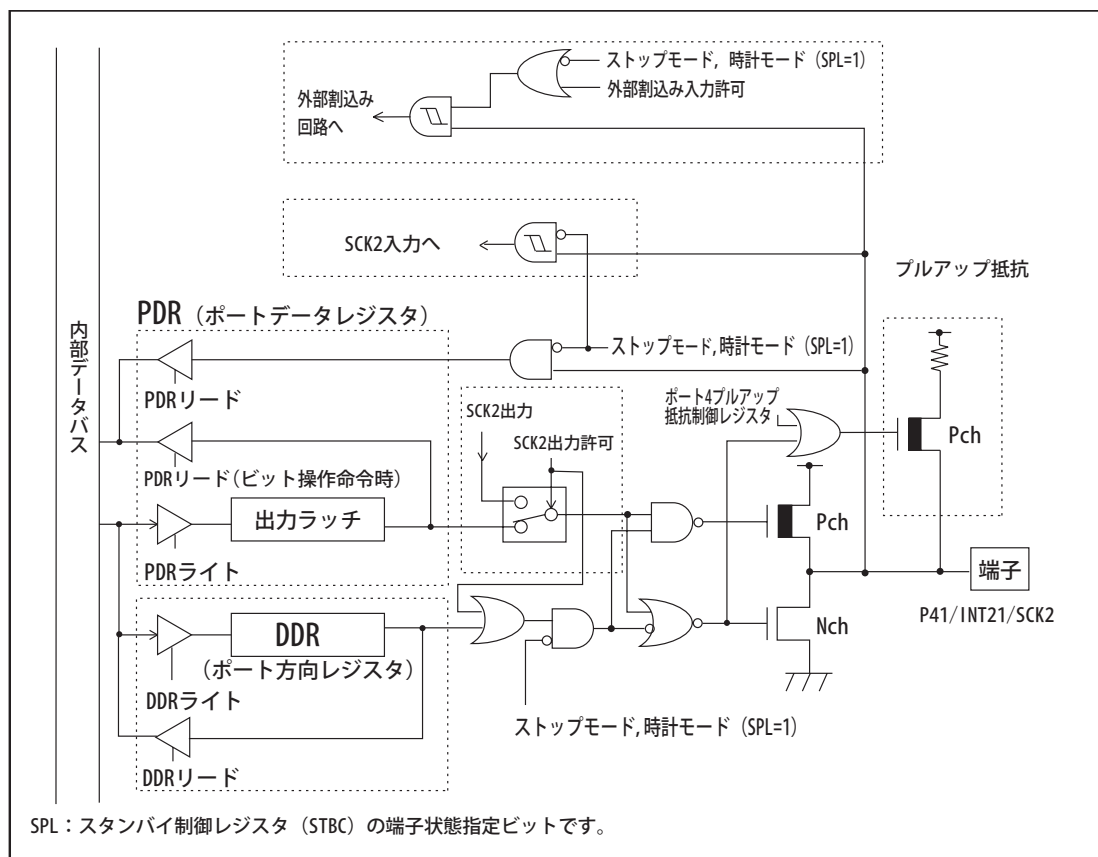 ストップモード, 時計モード (SPL=1)
外部割込み入力許可
外部割込み
回路へ
SCK2入力へ
プルアップ抵抗
内部データバス
PDR (ポートデータレジスタ)
ストップモード, 時計モード (SPL=1)
PDRリード
ポート4プルアップ
抵抗制御レジスタ
SCK2出力
SCK2出力許可
Pch
PDRリード(ビット操作命令時)
出力ラッチ
Pch
PDRライト
端子
P41/INT21/SCK2
DDR
(ポート方向レジスタ)
Nch
DDRライト
ストップモード, 時計モード (SPL=1)
DDRリード
SPL:スタンバイ制御レジスタ (STBC) の端子状態指定ビットです。